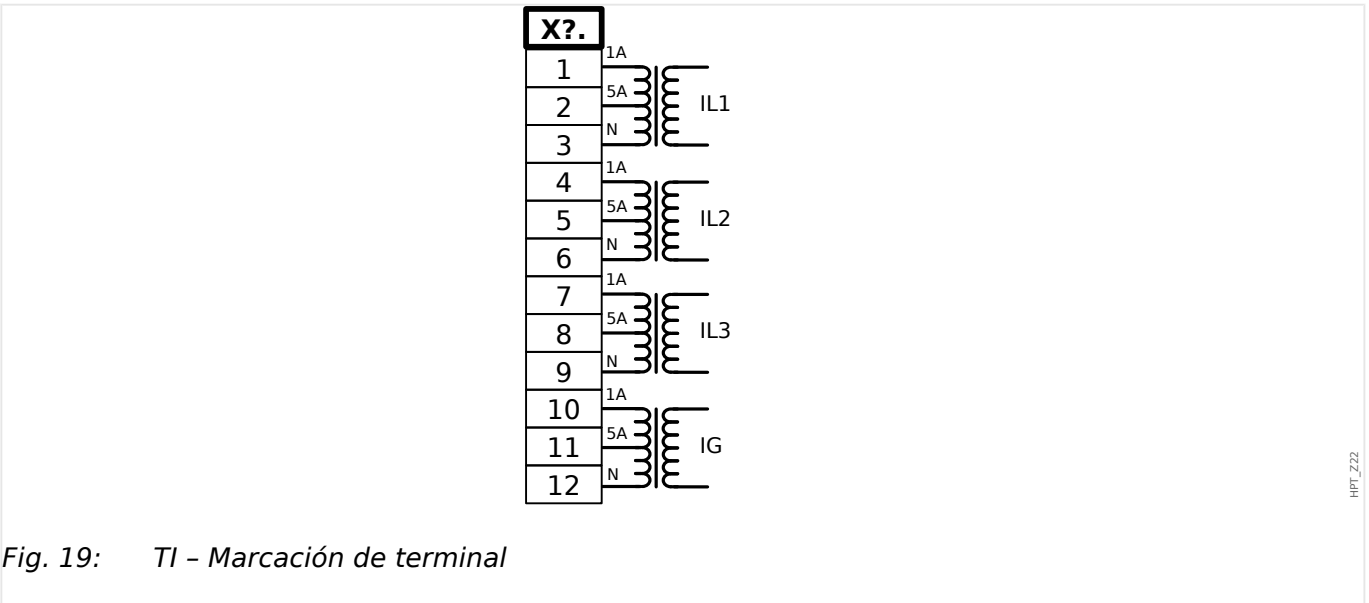 X?.
1A
1
5A
2
IL1
N
3
1A
4
5A
5
IL2
N
6
1A
7
5A
8
IL3
N
9
1A
10
5A
11
IG
N
12
HPT_Z22
Fig. 19: TI – Marcación de terminal